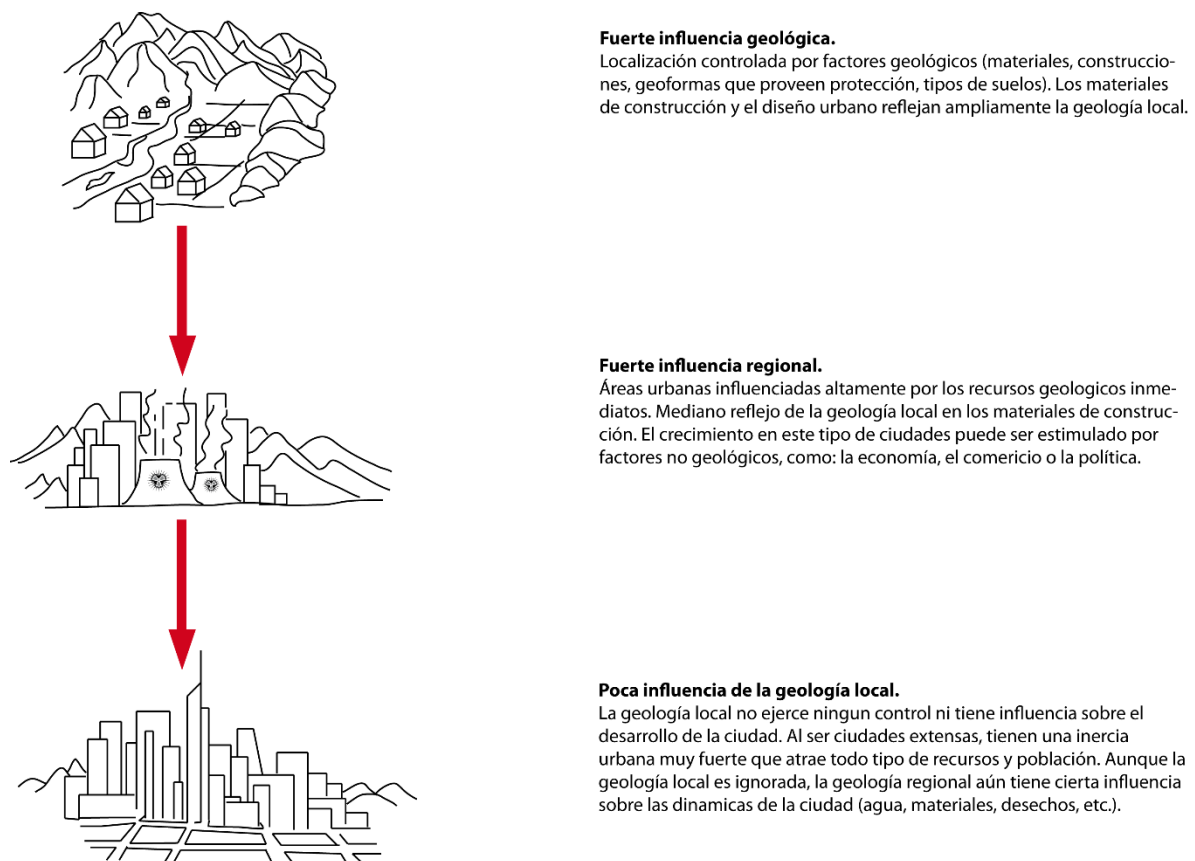 Fuerte influencia geológica.
Localización controlada por factores geológicos (materiales, construccio-
nes, geoformas que proveen protección, tipos de suelos). Los materiales
de construcción y el diseño urbano reflejan ampliamente la geología local.
Fuerte influencia regional.
Áreas urbanas influenciadas altamente por los recursos geologicos inme-
diatos. Mediano reflejo de la geología local en los materiales de construc-
ción. El crecimiento en este tipo de ciudades puede ser estimulado por
factores no geológicos, como: la economía, el comericio o la política.
Poca influencia de la geología local.
La geología local no ejerce ningun control ni tiene influencia sobre el
desarrollo de la ciudad. Al ser ciudades extensas, tienen una inercia
urbana muy fuerte que atrae todo tipo de recursos y población. Aunque la
geología local es ignorada, la geología regional aún tiene cierta influencia
sobre las dinamicas de la ciudad (agua, materiales, desechos, etc.).